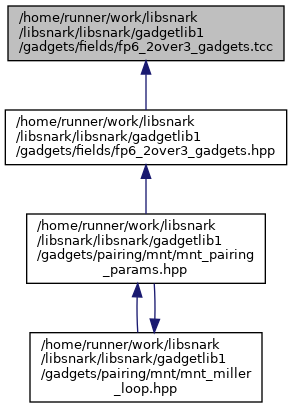 /home/runner/work/libsnark
/libsnark/libsnark/gadgetlib1
/gadgets/fields/fp6_2over3_gadgets.tcc
/home/runner/work/libsnark
/libsnark/libsnark/gadgetlib1
/gadgets/fields/fp6_2over3_gadgets.hpp
/home/runner/work/libsnark
/libsnark/libsnark/gadgetlib1
/gadgets/pairing/mnt/mnt_pairing
_params.hpp
/home/runner/work/libsnark
/libsnark/libsnark/gadgetlib1
/gadgets/pairing/mnt/mnt_miller
_loop.hpp